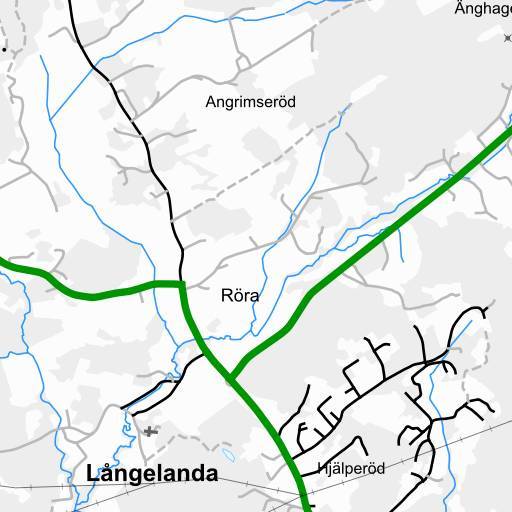 Änghage
Angrimseröd
Röra
Hjälperöd
Långelanda